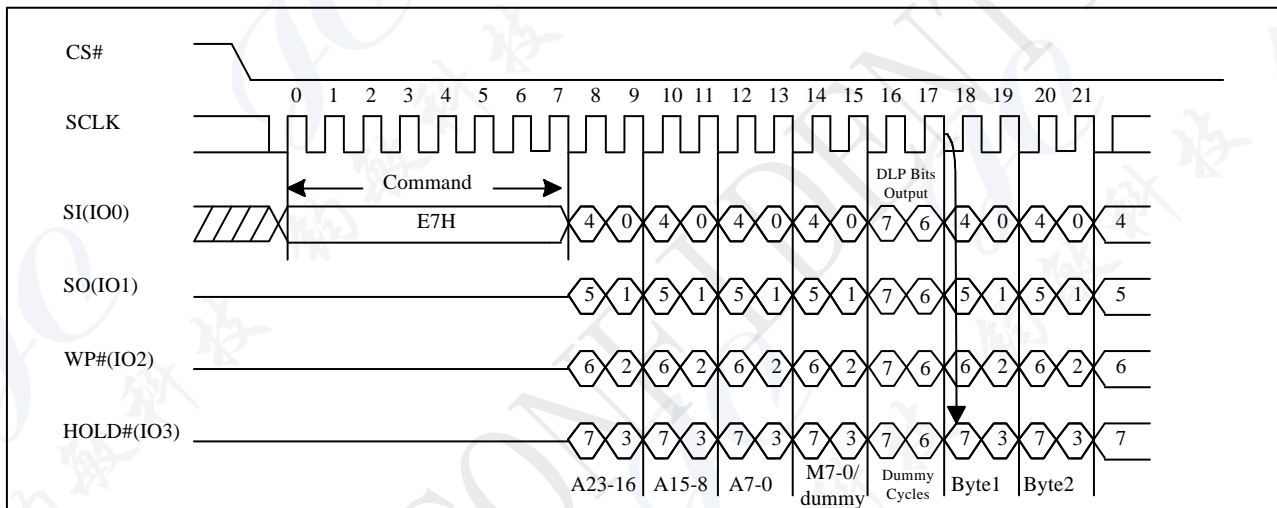 CS#
0 1 2 3 4 5 6 7 8 9 10 11 12 13 14 15 16 17 18 19 20 21
SCLK
Command
DLP Bits
Output
SI(IO0)
E7H
4 0 4 0 4 0 4 0 7 6 4 0 4 0 4
SO(IO1)
5 1 5 1 5 1 5 1 7 6 5 1 5 1 5
WP#(IO2)
6 2 6 2 6 2 6 2 7 6 6 2 6 2 6
HOLD#(IO3)
7 3 7 3 7 3 7 3 7 6 7 3 7 3 7
A23-16 A15-8 A7-0 M7-0/
dummy
Dummy
Cycles
Byte1 Byte2